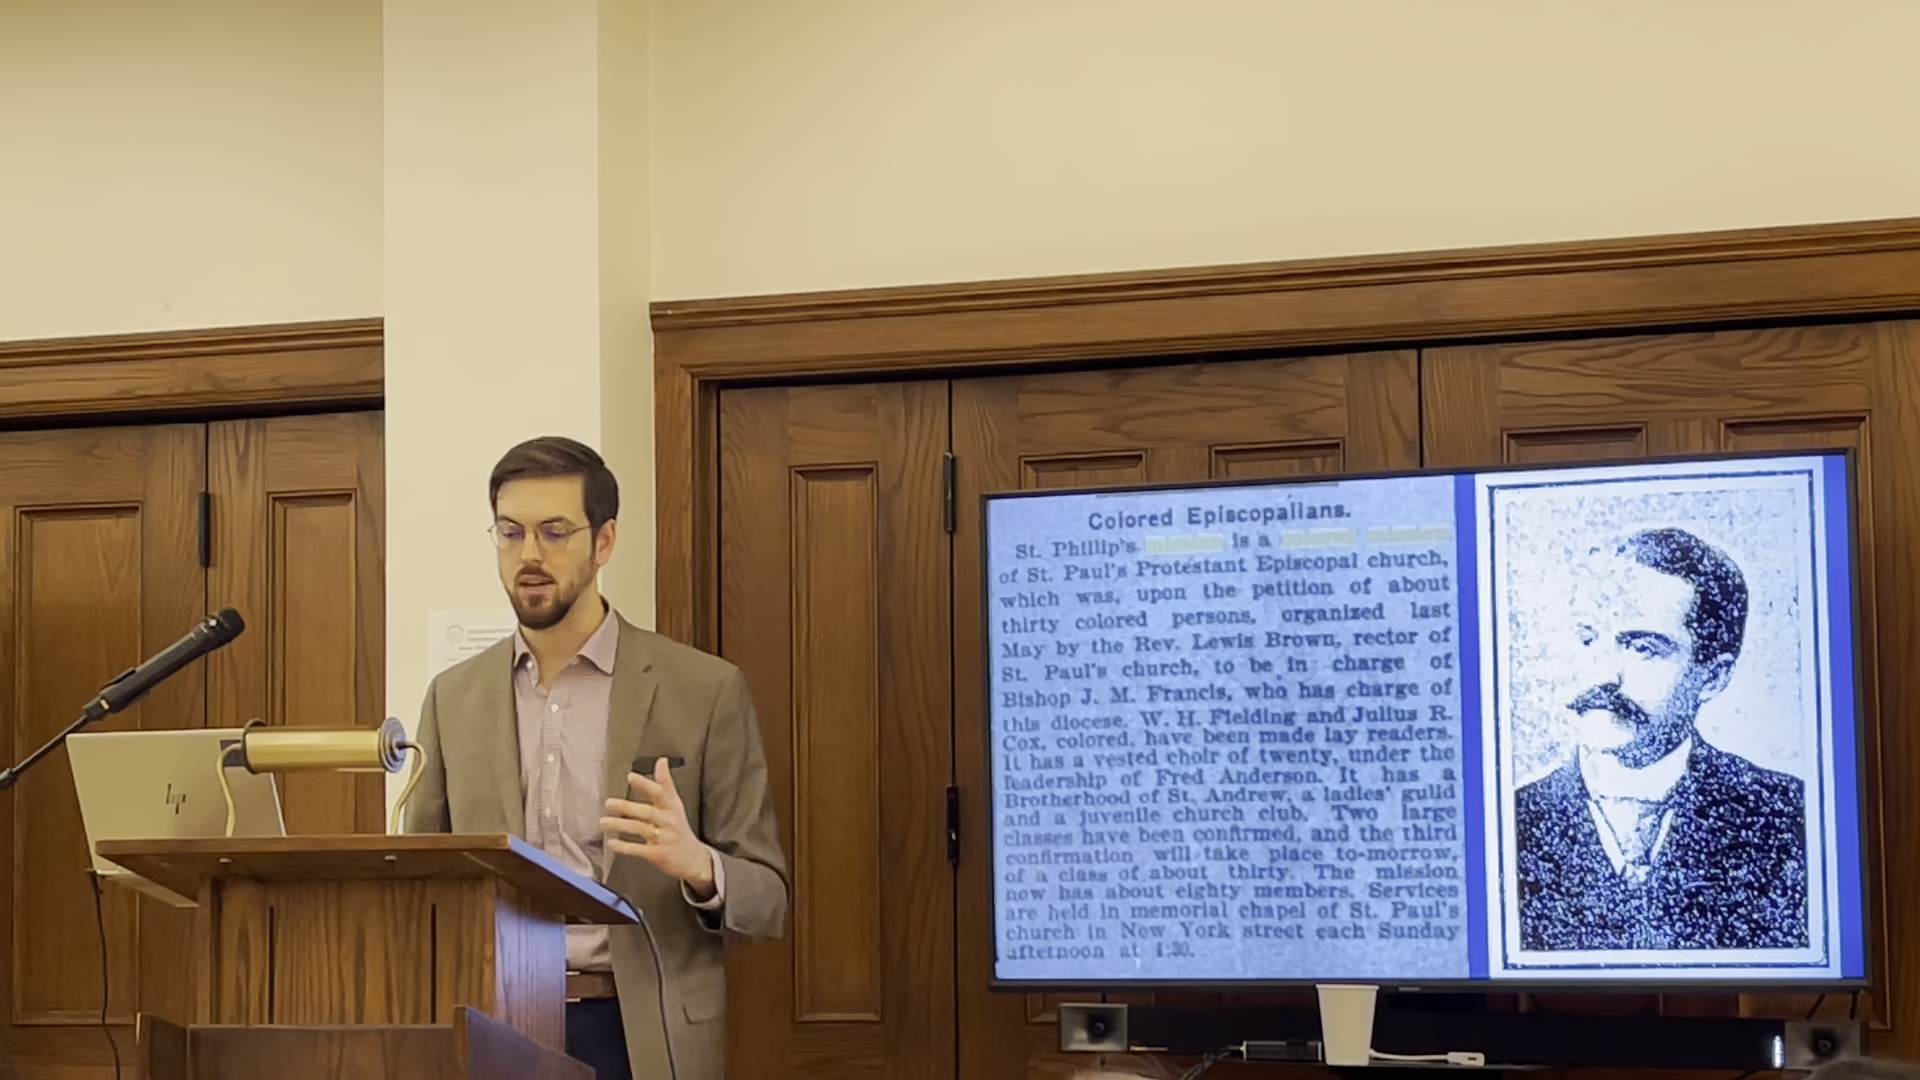 hp
Colored Episcopalians.
St. Phillip's mission is a colored mission
of St. Paul's Protestant Episcopal church,
which was, upon the petition of about
thirty colored persons, organized last
May by the Rev. Lewis Brown, rector of
St. Paul's church, to be in charge of
Bishop J. M. Francis, who has charge of
this diocese. W. H. Fielding and Julius R.
Cox, colored, have been made lay readers.
It has a vested choir of twenty, under the
leadership of Fred Anderson. It has a
Brotherhood of St. Andrew, a ladies' guild
and a juvenile church club. Two large
classes have been confirmed, and the third
confirmation will take place to-morrow,
of a class of about thirty. The mission
now has about eighty members. Services
are held in memorial chapel of St. Paul's
church in New York street each Sunday
afternoon at 4:30.